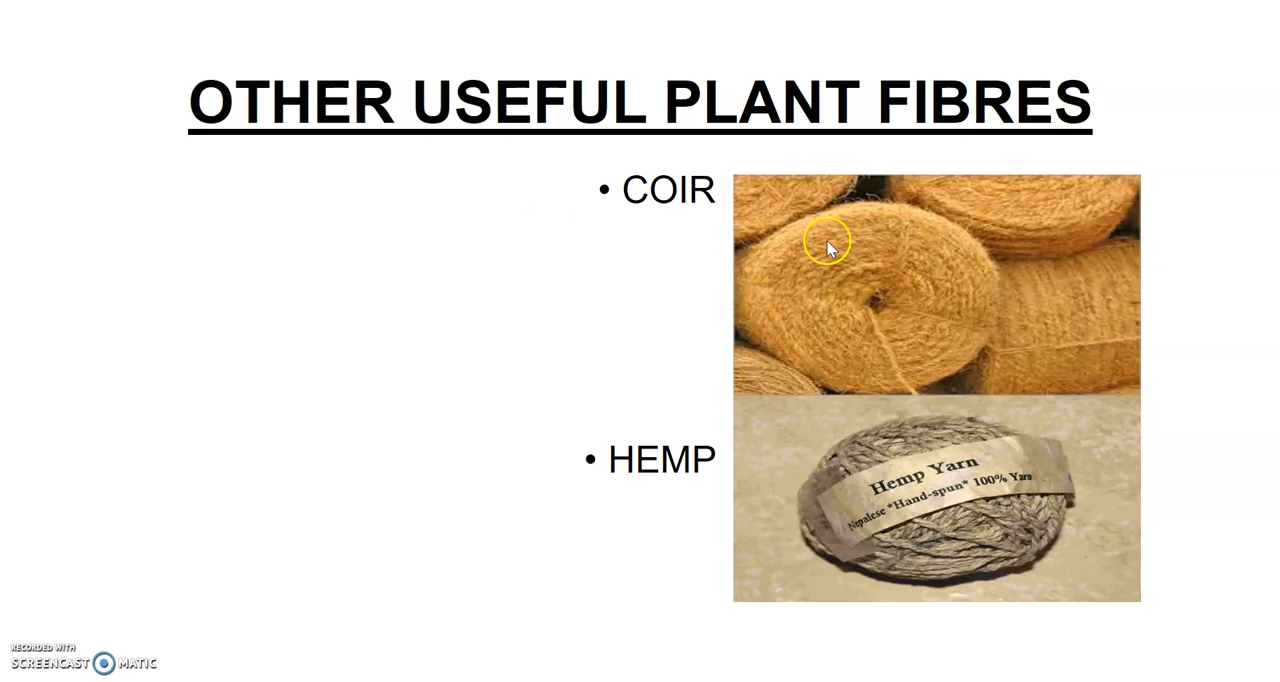 OTHER USEFUL PLANT FIBRES
• COIR
• HEMP
Hemp Yarn
Nepalese *Hand-spun* 100% Yarn
RECORDED WITH
SCREENCAST MATIC